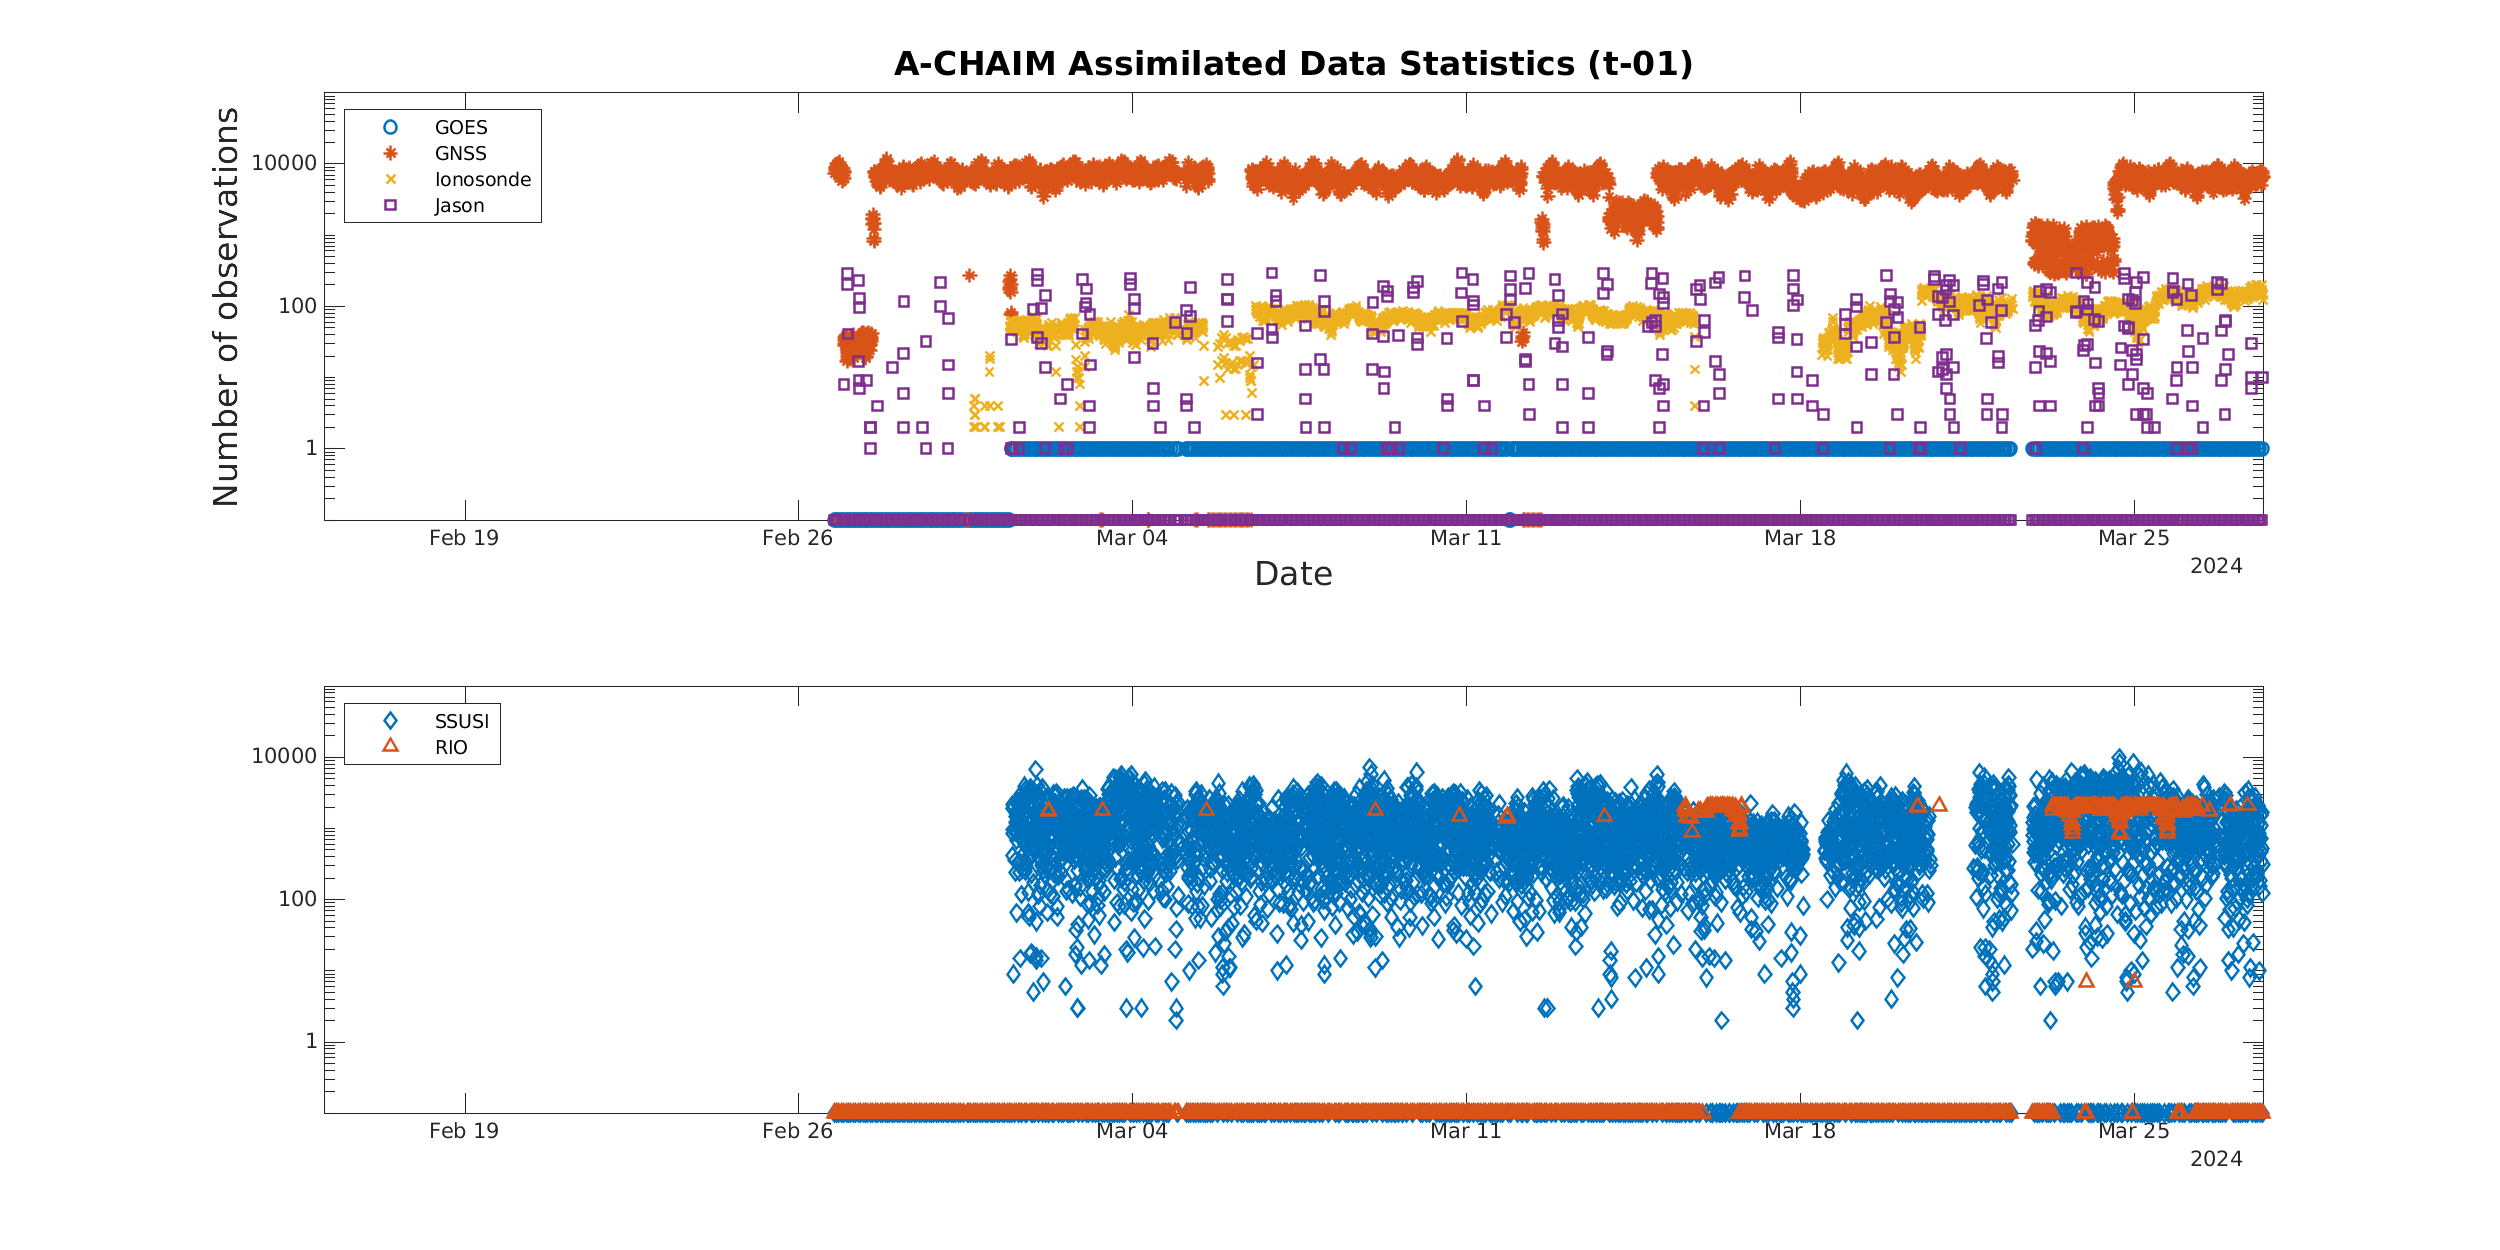 A-CHAIM Assimilated Data Statistics (t-01)
Number of observations
10000
100
1
GOES
GNSS
Ionosonde
Jason
Feb 19
Feb 26
Mar 04
Mar 11
Mar 18
Mar 25
2024
Date
10000
100
1
SSUSI
RIO
Feb 19
Feb 26
Mar 04
Mar 11
Mar 18
Mar 25
2024